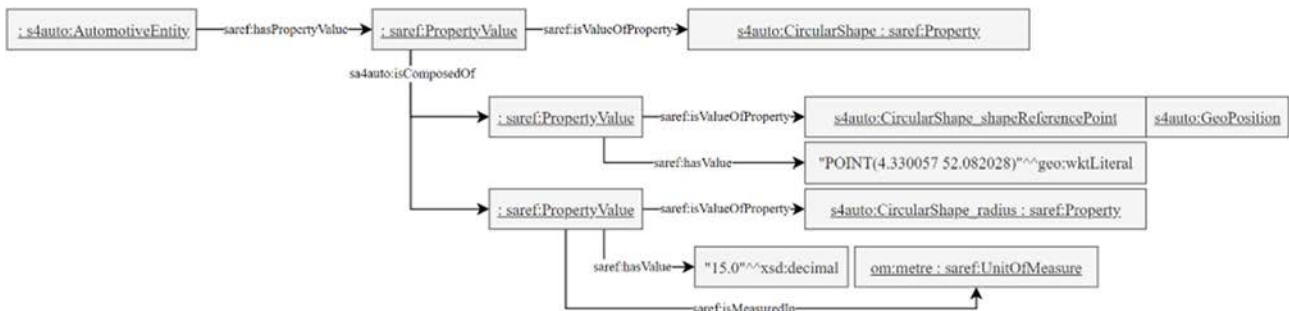 : s4auto:AutomotiveEntity saref:hasPropertyValue : saref:PropertyValue saref:isValueOfProperty s4auto:CircularShape : saref:Property
sa4auto:isComposedOf
: saref:PropertyValue saref:isValueOfProperty s4auto:CircularShape_shapeReferencePoint s4auto:GeoPosition
saref:hasValue "POINT(4.330057 52.082028)"^^geo:wktLiteral
: saref:PropertyValue saref:isValueOfProperty s4auto:CircularShape_radius : saref:Property
saref:hasValue "15.0"^^xsd:decimal om:metre : saref:UnitOfMeasure
saref:isMeasuredIn